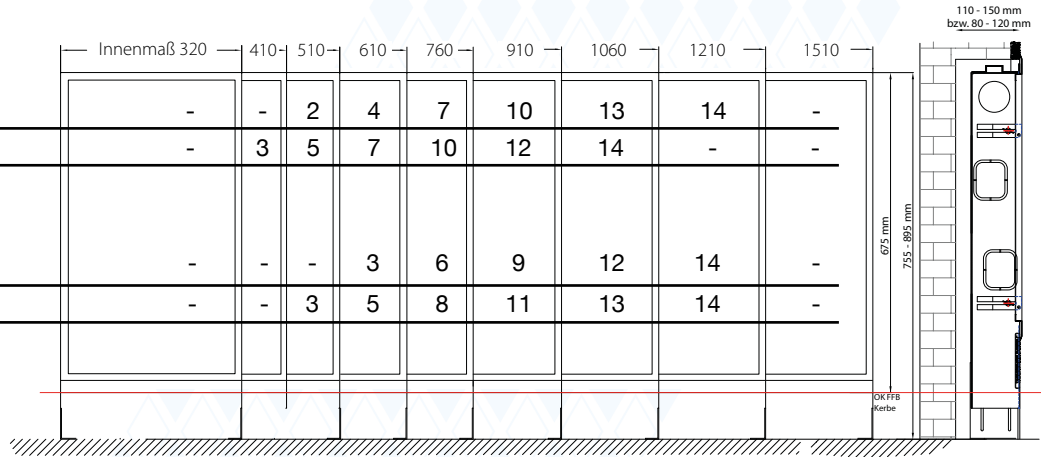 110 - 150 mm
bzw. 80 - 120 mm
Innenmaß 320 410 510 610 760 910 1060 1210 1510
- - 2 4 7 10 13 14 -
- 3 5 7 10 12 14 - -
- - - 3 6 9 12 14 -
- - 3 5 8 11 13 14 -
675 mm
755 - 895 mm
OK FFB
Kerbe